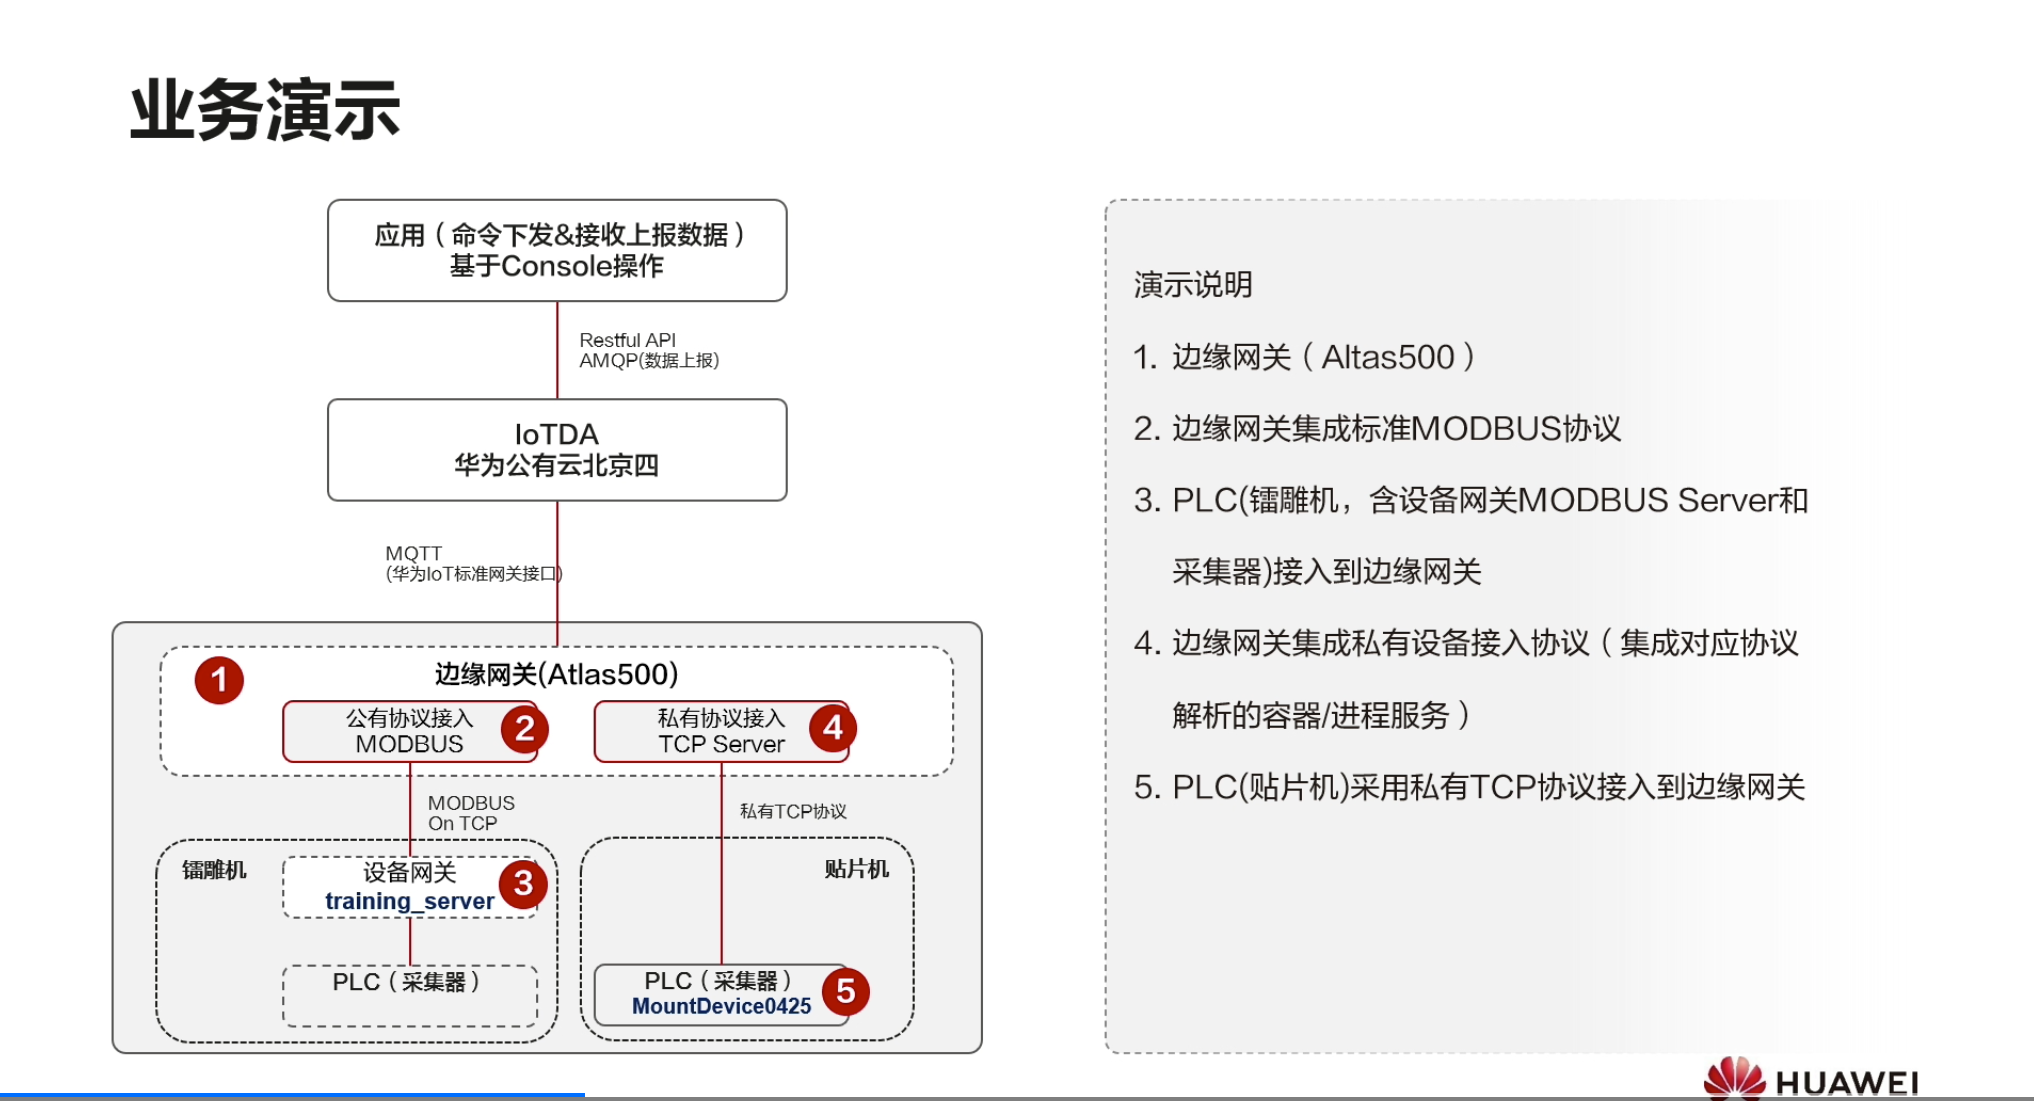 业务演示
应用（命令下发&接收上报数据）
基于Console操作
Restful API
AMQP(数据上报)
IoTDA
华为公有云北京四
MQTT
(华为IoT标准网关接口)
1
边缘网关(Atlas500)
公有协议接入
MODBUS
2
私有协议接入
TCP Server
4
MODBUS
On TCP
私有TCP协议
镭雕机
设备网关
training_server
3
PLC（采集器）
贴片机
PLC（采集器）
MountDevice0425
5
演示说明
1. 边缘网关（Altas500）
2. 边缘网关集成标准MODBUS协议
3. PLC(镭雕机，含设备网关MODBUS Server和
采集器)接入到边缘网关
4. 边缘网关集成私有设备接入协议（集成对应协议
解析的容器/进程服务）
5. PLC(贴片机)采用私有TCP协议接入到边缘网关
HUAWEI